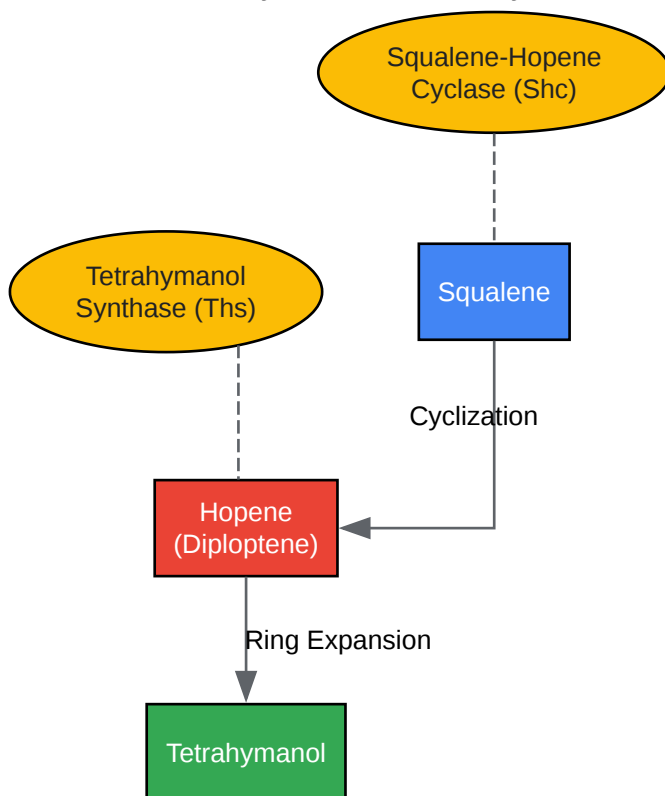 Squalene-Hopene
Cyclase (Shc)
Tetrahymanol
Synthase (Ths)
Squalene
Cyclization
Hopene
(Diploptene)
Ring Expansion
Tetrahymanol